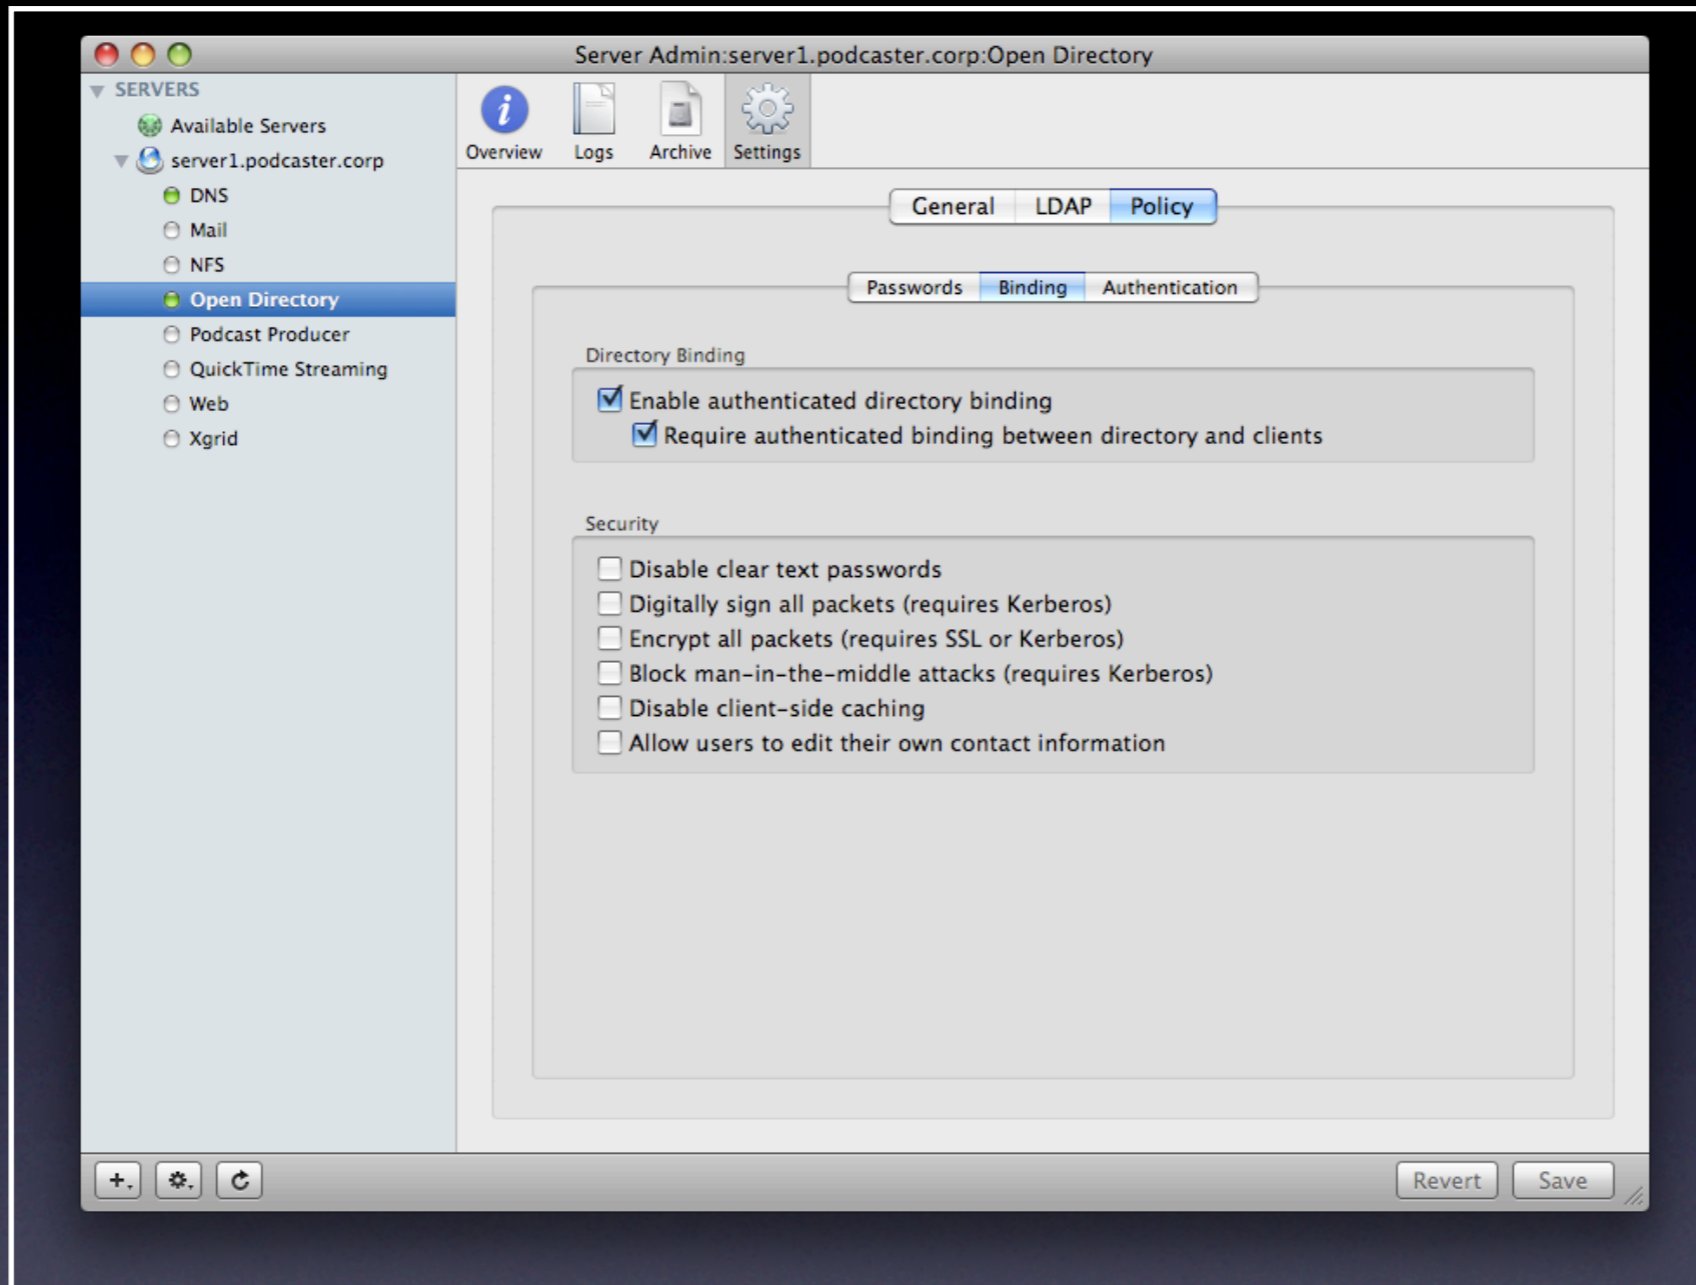 Server Admin:server1.podcaster.corp:Open Directory
SERVERS
Available Servers
server1.podcaster.corp
DNS
Mail
NFS
Open Directory
Podcast Producer
QuickTime Streaming
Web
Xgrid
Overview Logs Archive Settings
General LDAP Policy
Passwords Binding Authentication
Directory Binding
Enable authenticated directory binding
Require authenticated binding between directory and clients
Security
Disable clear text passwords
Digitally sign all packets (requires Kerberos)
Encrypt all packets (requires SSL or Kerberos)
Block man-in-the-middle attacks (requires Kerberos)
Disable client-side caching
Allow users to edit their own contact information
Revert Save